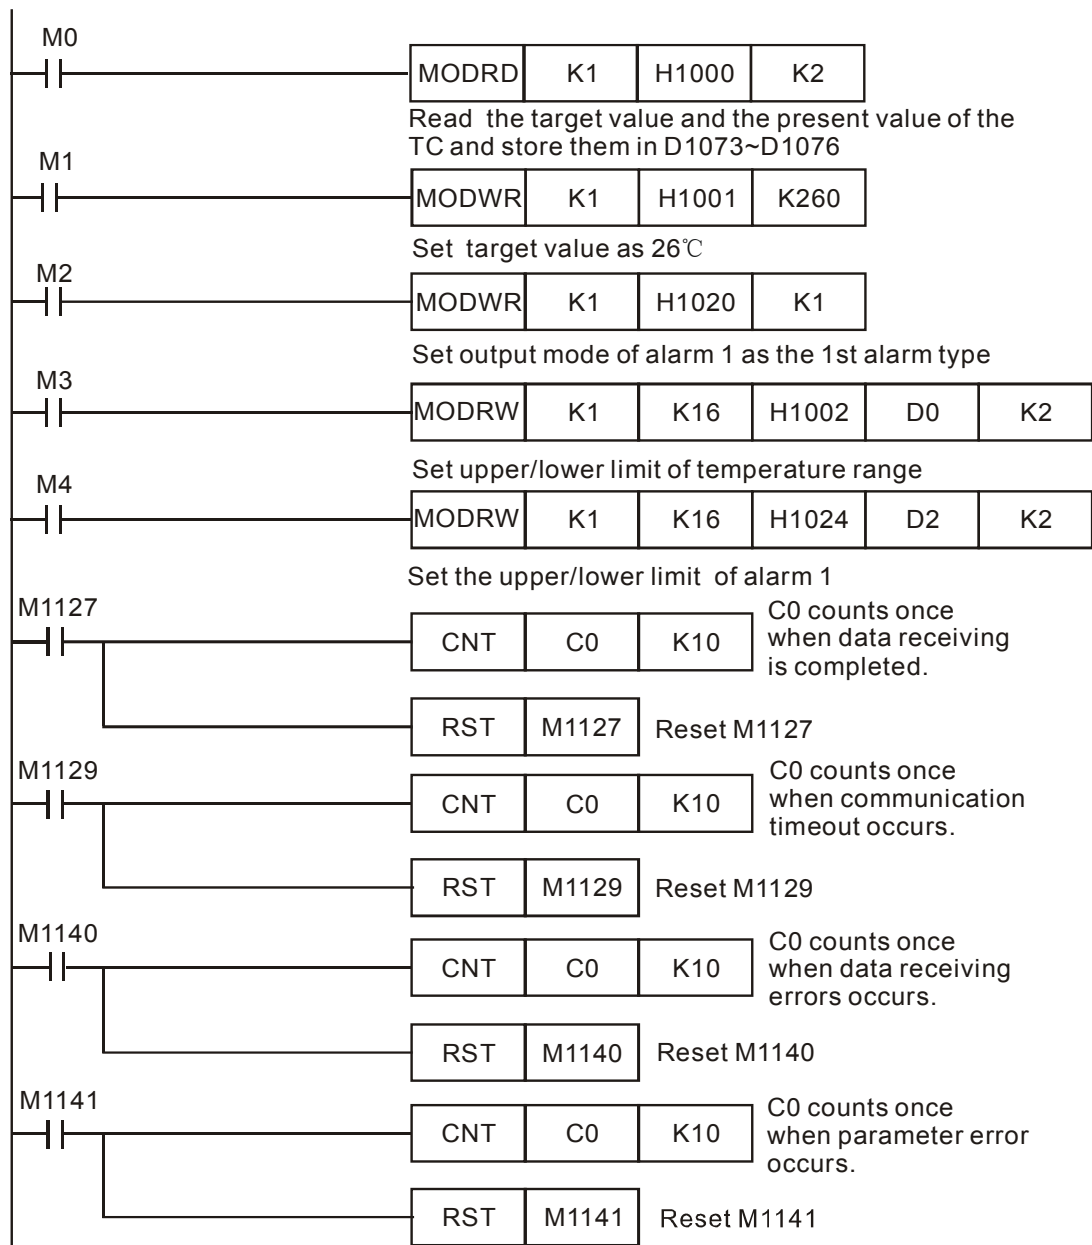 M0
MODRD K1 H1000 K2
Read the target value and the present value of the
TC and store them in D1073~D1076
M1
MODWR K1 H1001 K260
Set target value as 26℃
M2
MODWR K1 H1020 K1
Set output mode of alarm 1 as the 1st alarm type
M3
MODRW K1 K16 H1002 D0 K2
Set upper/lower limit of temperature range
M4
MODRW K1 K16 H1024 D2 K2
Set the upper/lower limit of alarm 1
M1127
CNT C0 K10
C0 counts once
when data receiving
is completed.
RST M1127 Reset M1127
M1129
CNT C0 K10
C0 counts once
when communication
timeout occurs.
RST M1129 Reset M1129
M1140
CNT C0 K10
C0 counts once
when data receiving
errors occurs.
RST M1140 Reset M1140
M1141
CNT C0 K10
C0 counts once
when parameter error
occurs.
RST M1141 Reset M1141